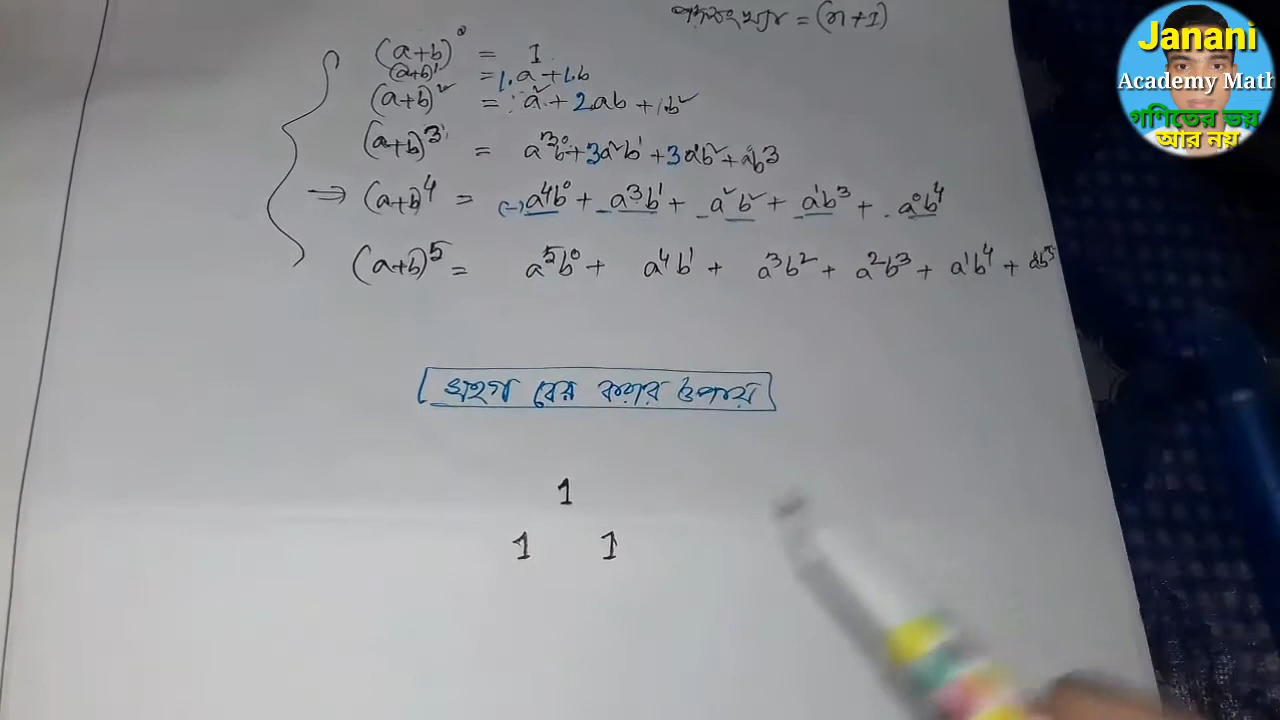 পদসংখ্যা = (n+1)
(a+b)⁰ = 1
(a+b)¹ = 1.a + 1.b
(a+b)² = a² + 2ab + 1.b²
(a+b)³ = a³b⁰ + 3a²b¹ + 3a¹b² + a⁰b³
⇒ (a+b)⁴ = (-) a⁴b⁰ + _ a³b¹ + _ a²b² + _ a¹b³ + _ a⁰b⁴
(a+b)⁵ = a⁵b⁰ + a⁴b¹ + a³b² + a²b³ + a¹b⁴ + a⁰b⁵
সহগ বের করার উপায়
1
1 1
Janani
Academy Math
গণিতের ভয়
আর নয়